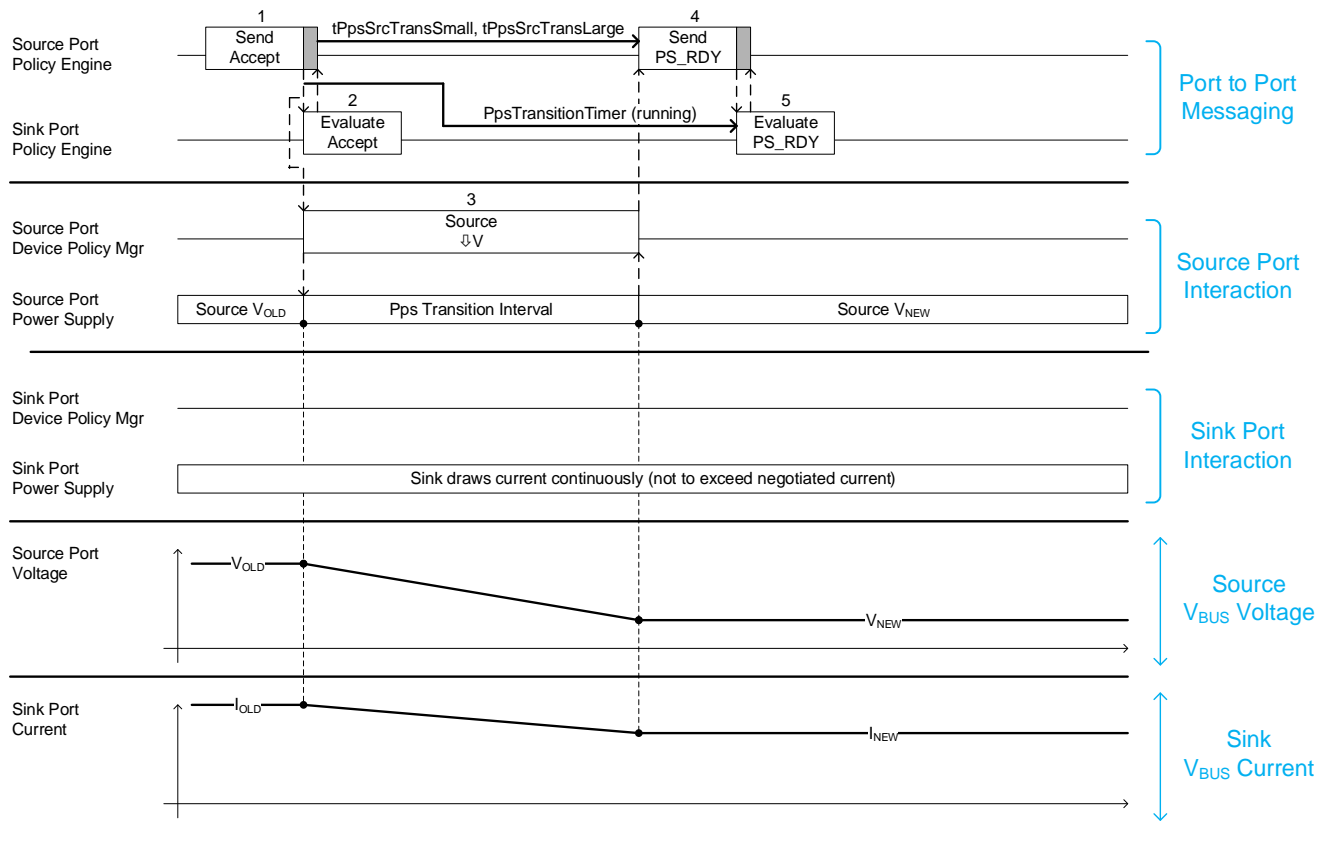 1
4
Source Port
Policy Engine
Send
Accept
tPpsSrcTransSmall, tPpsSrcTransLarge
Send
PS_RDY
Port to Port
Messaging
2
5
Sink Port
Policy Engine
Evaluate
Accept
PpsTransitionTimer (running)
Evaluate
PS_RDY
3
Source Port
Device Policy Mgr
Source
⇩V
Source Port
Interaction
Source Port
Power Supply
Source VOLD
Pps Transition Interval
Source VNEW
Sink Port
Device Policy Mgr
Sink Port
Interaction
Sink Port
Power Supply
Sink draws current continuously (not to exceed negotiated current)
Source Port
Voltage
VOLD
VNEW
Source
VBUS Voltage
Sink Port
Current
IOLD
INEW
Sink
VBUS Current